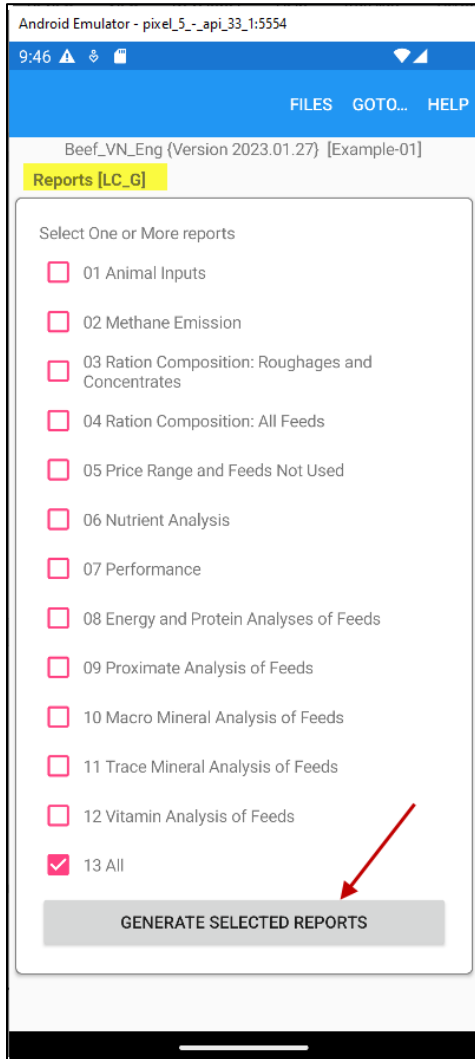 Android Emulator - pixel_5_-_api_33_1:5554
9:46
FILES GOTO... HELP
Beef_VN_Eng {Version 2023.01.27} [Example-01]
Reports [LC_G]
Select One or More reports
01 Animal Inputs
02 Methane Emission
03 Ration Composition: Roughages and
Concentrates
04 Ration Composition: All Feeds
05 Price Range and Feeds Not Used
06 Nutrient Analysis
07 Performance
08 Energy and Protein Analyses of Feeds
09 Proximate Analysis of Feeds
10 Macro Mineral Analysis of Feeds
11 Trace Mineral Analysis of Feeds
12 Vitamin Analysis of Feeds
13 All
GENERATE SELECTED REPORTS